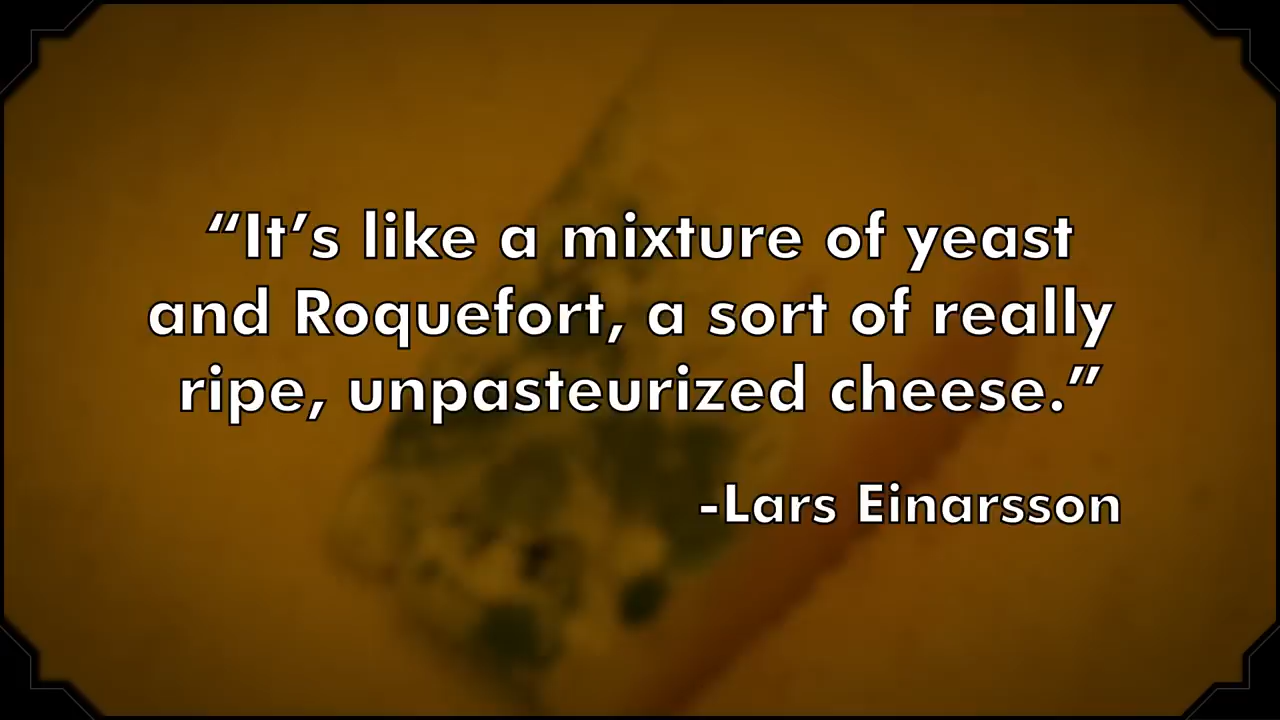 “It’s like a mixture of yeast
and Roquefort, a sort of really
ripe, unpasteurized cheese.”
-Lars Einarsson